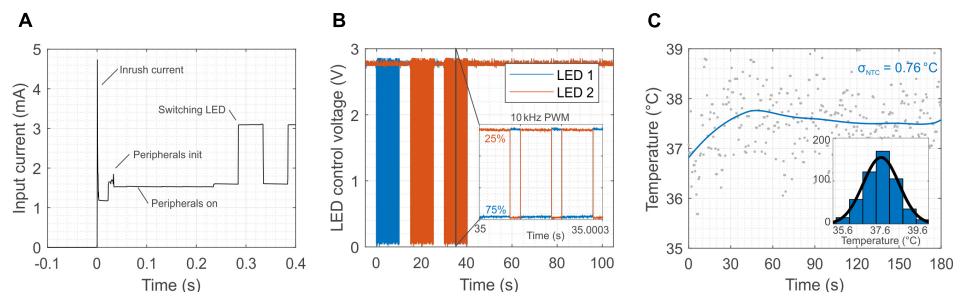 A
Input current (mA)
5
4
3
2
1
0
Inrush current
Switching LED
Peripherals init
Peripherals on
-0.1 0 0.1 0.2 0.3 0.4
Time (s)
B
LED control voltage (V)
3
2
1
0
LED 1
LED 2
10 kHz PWM
25%
75%
35 35.0003
Time (s)
0 20 40 60 80 100
Time (s)
C
Temperature (°C)
39
38
37
36
35
σNTC = 0.76 °C
200
100
0
35.6 37.6 39.6
Temperature (°C)
0 30 60 90 120 150 180
Time (s)